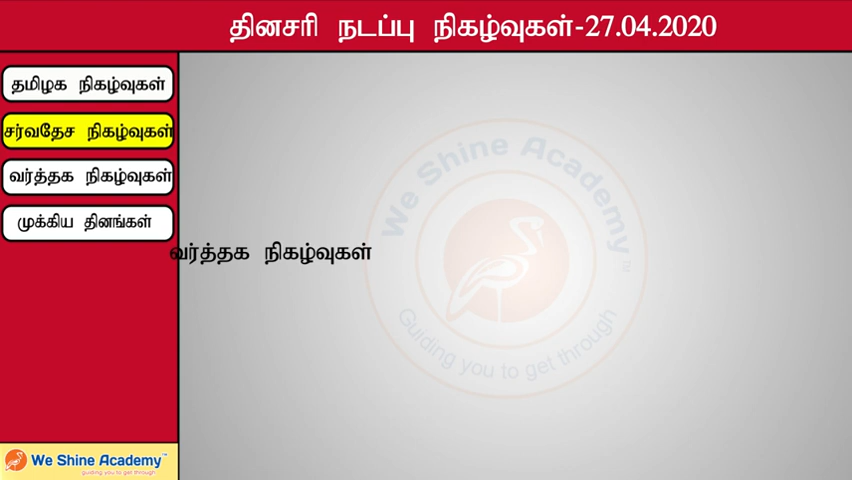 தினசரி நடப்பு நிகழ்வுகள்-27.04.2020
தமிழக நிகழ்வுகள்
சர்வதேச நிகழ்வுகள்
வர்த்தக நிகழ்வுகள்
முக்கிய தினங்கள்
வர்த்தக நிகழ்வுகள்
We Shine Academy™
Guiding you to get through
We Shine Academy™
guiding you to get through